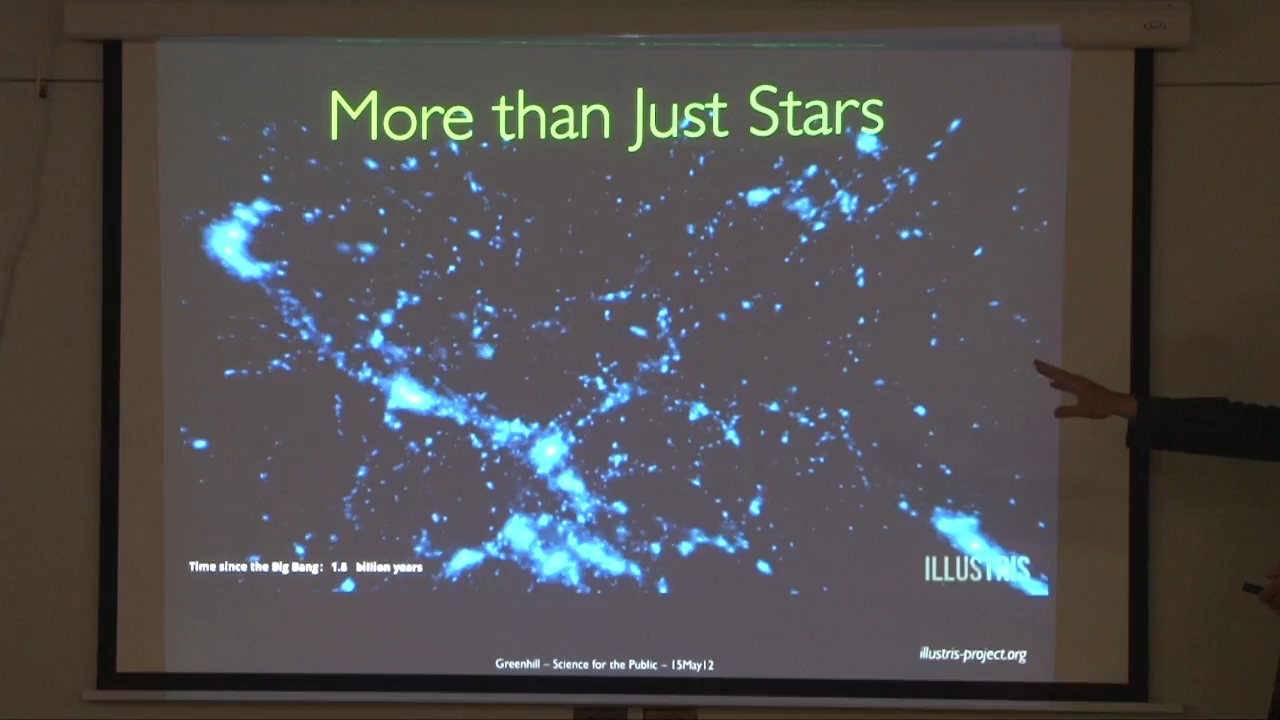 More than Just Stars
Time since the Big Bang: 1.8 billion years
ILLUSTRIS
illustris-project.org
Greenhill – Science for the Public – 15May12